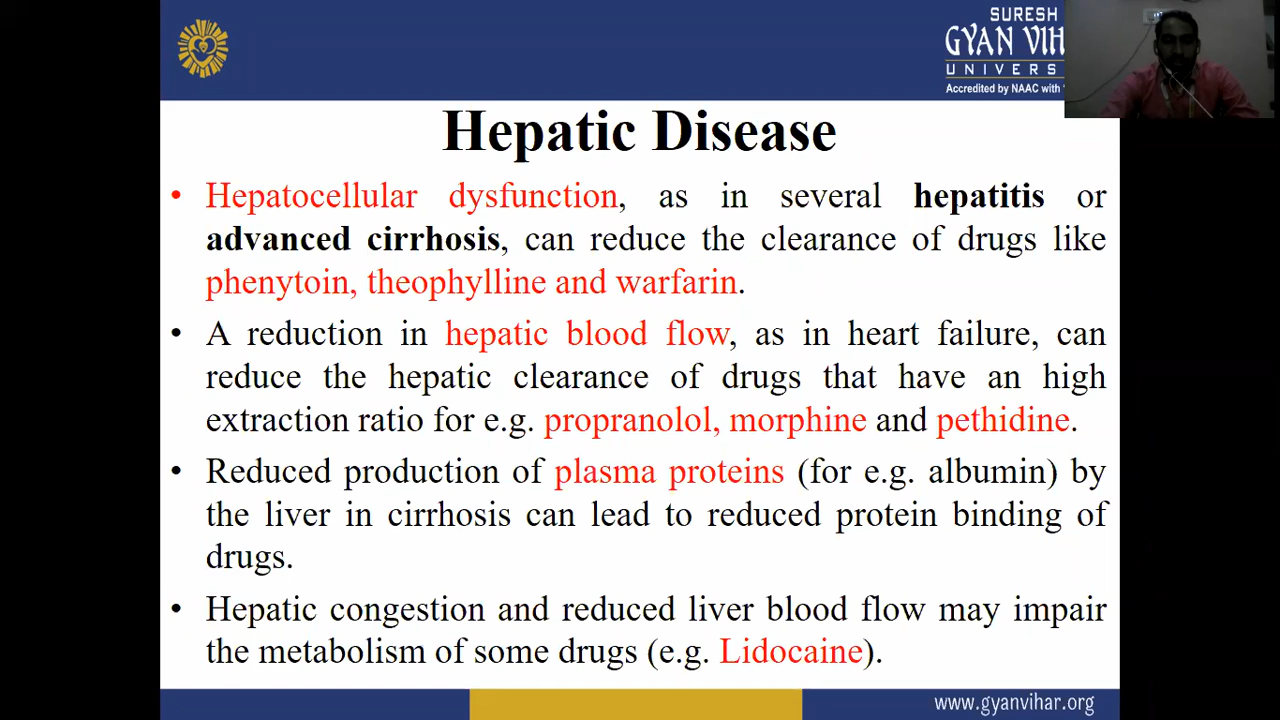 SURESH
GYAN VIH
UNIVERS
Accredited by NAAC with
Hepatic Disease
• Hepatocellular dysfunction, as in several hepatitis or
advanced cirrhosis, can reduce the clearance of drugs like
phenytoin, theophylline and warfarin.
• A reduction in hepatic blood flow, as in heart failure, can
reduce the hepatic clearance of drugs that have an high
extraction ratio for e.g. propranolol, morphine and pethidine.
• Reduced production of plasma proteins (for e.g. albumin) by
the liver in cirrhosis can lead to reduced protein binding of
drugs.
• Hepatic congestion and reduced liver blood flow may impair
the metabolism of some drugs (e.g. Lidocaine).
www.gyanvihar.org